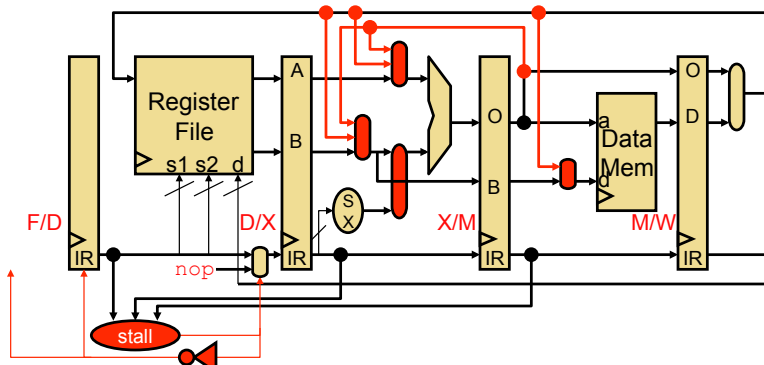 A
O
O
Register
File
B
O
D
a
Data
Mem
d
s1 s2 d
S
X
B
F/D
D/X
X/M
M/W
IR
IR
IR
IR
nop
stall